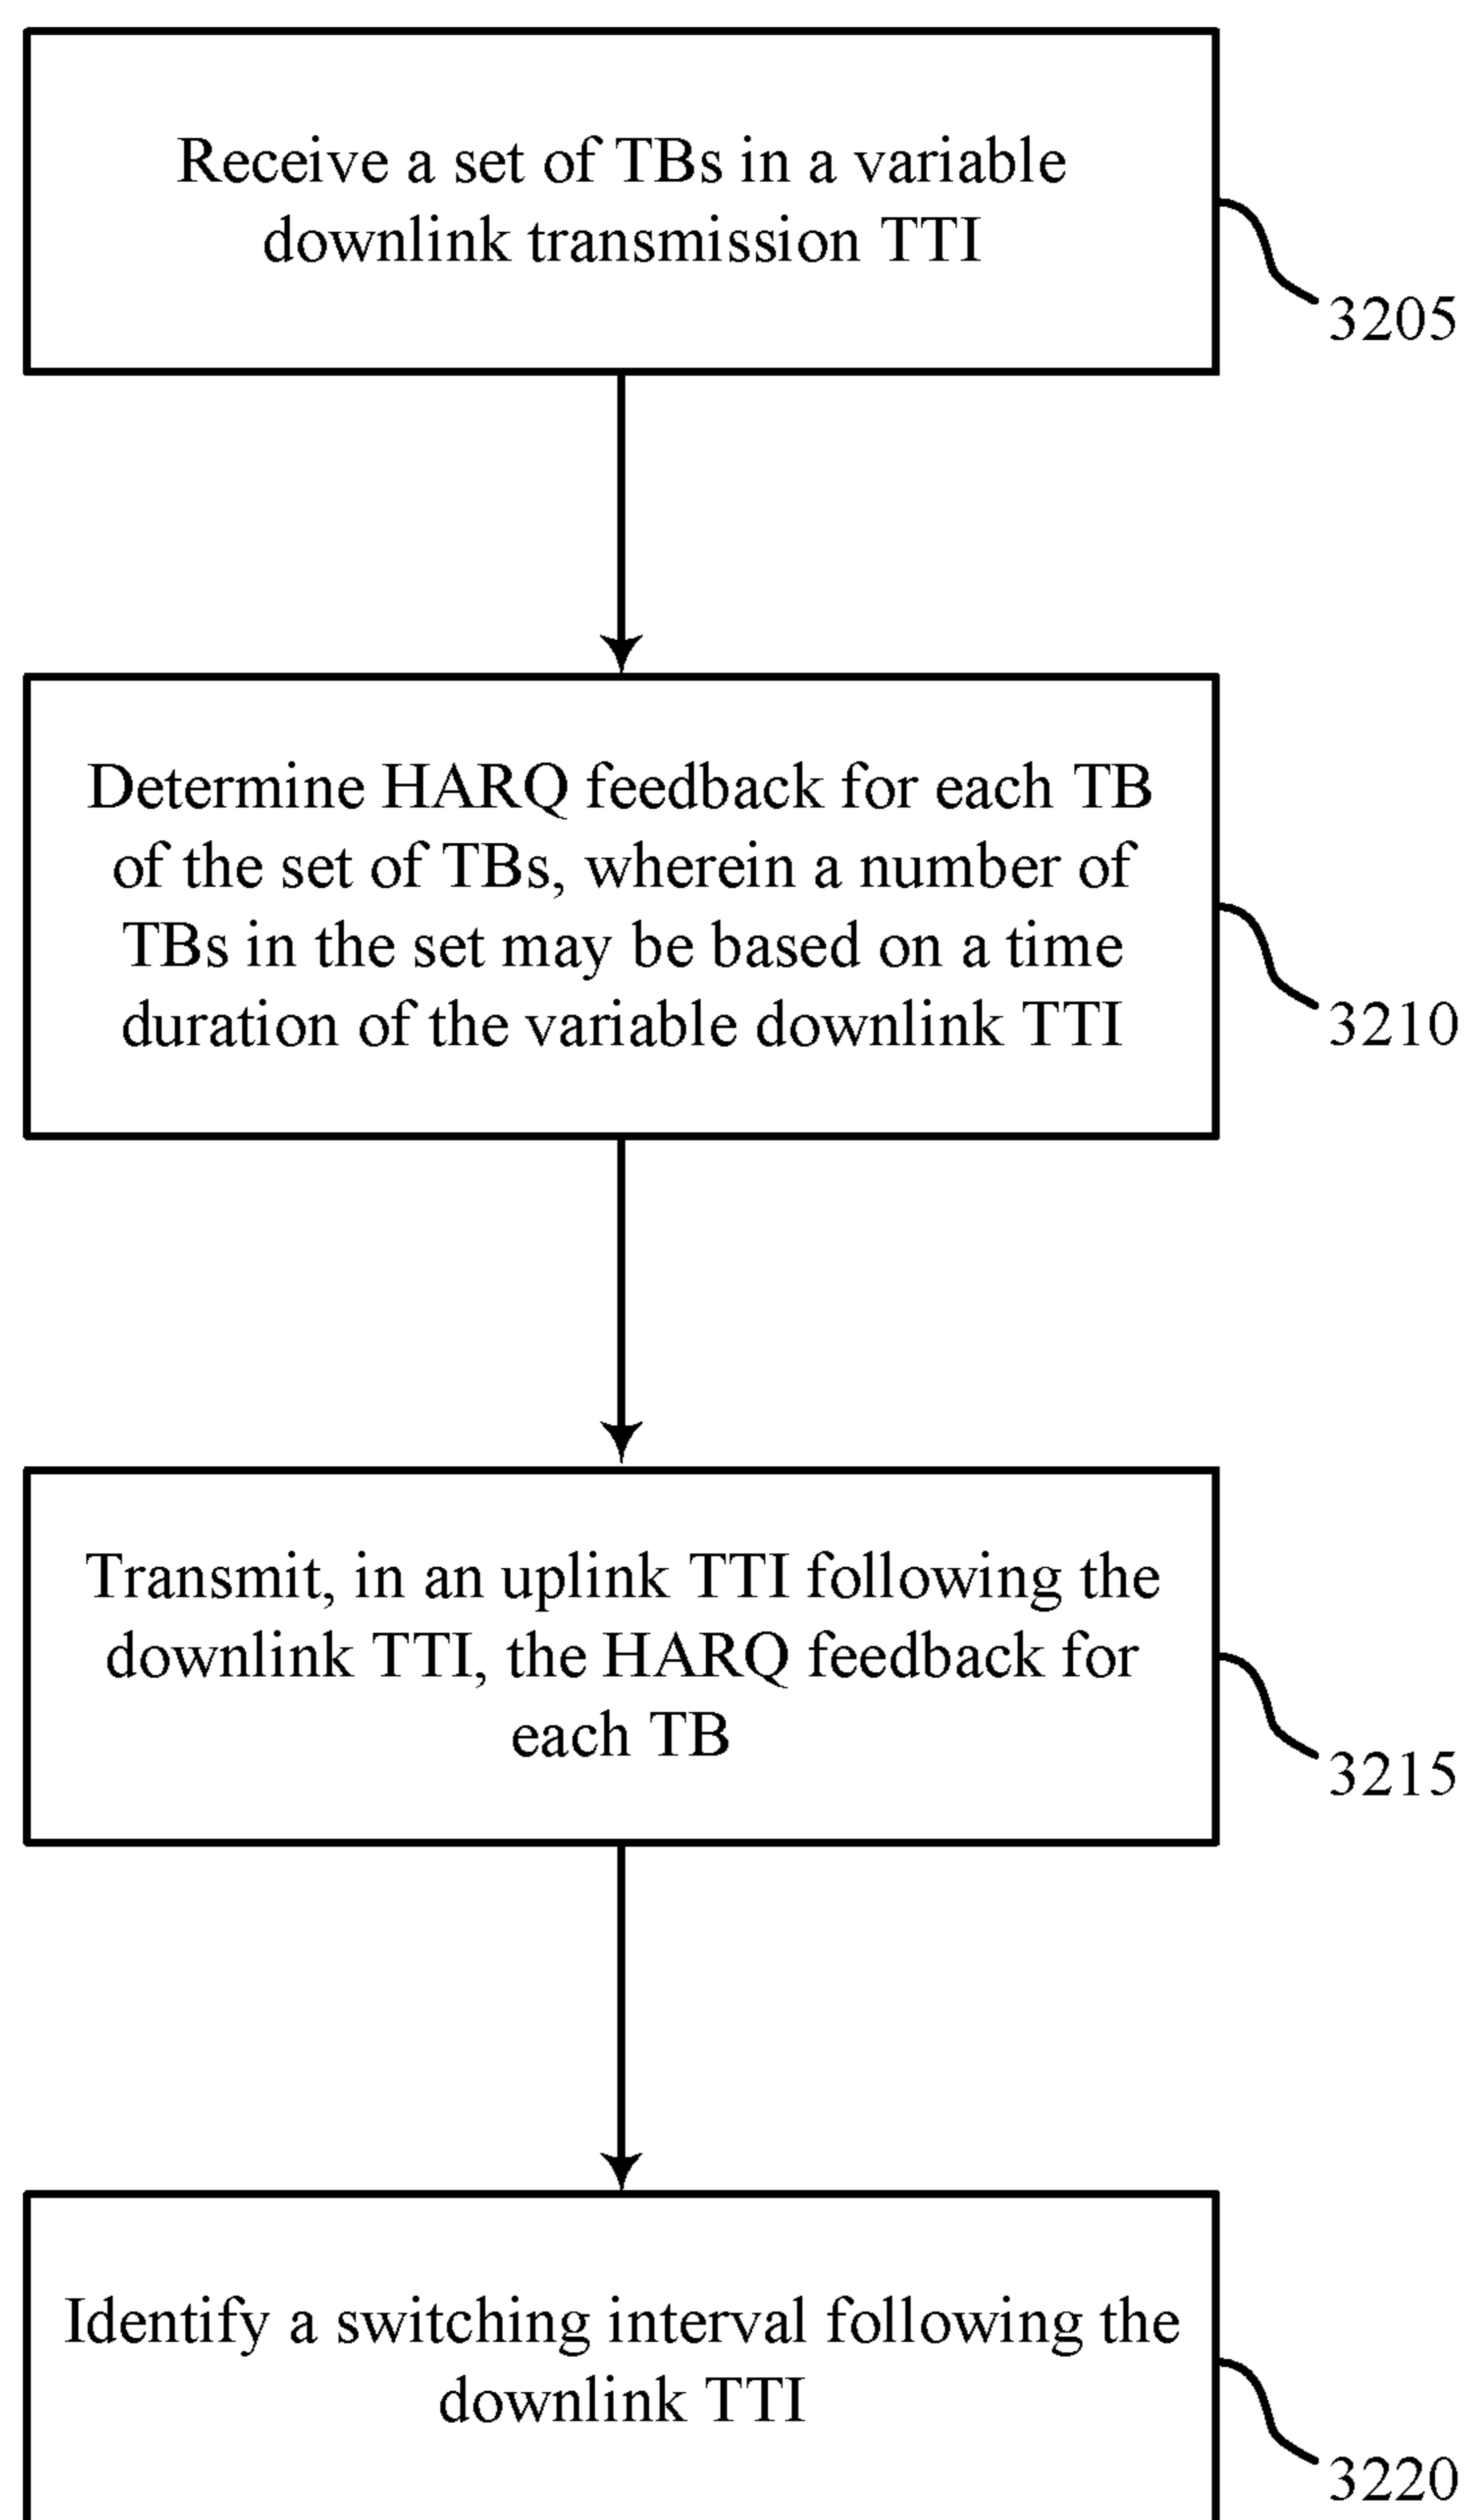 Receive a set of TBs in a variable
downlink transmission TTI
3205
Determine HARQ feedback for each TB
of the set of TBs, wherein a number of
TBs in the set may be based on a time
duration of the variable downlink TTI
3210
Transmit, in an uplink TTI following the
downlink TTI, the HARQ feedback for
each TB
3215
Identify a switching interval following the
downlink TTI
3220